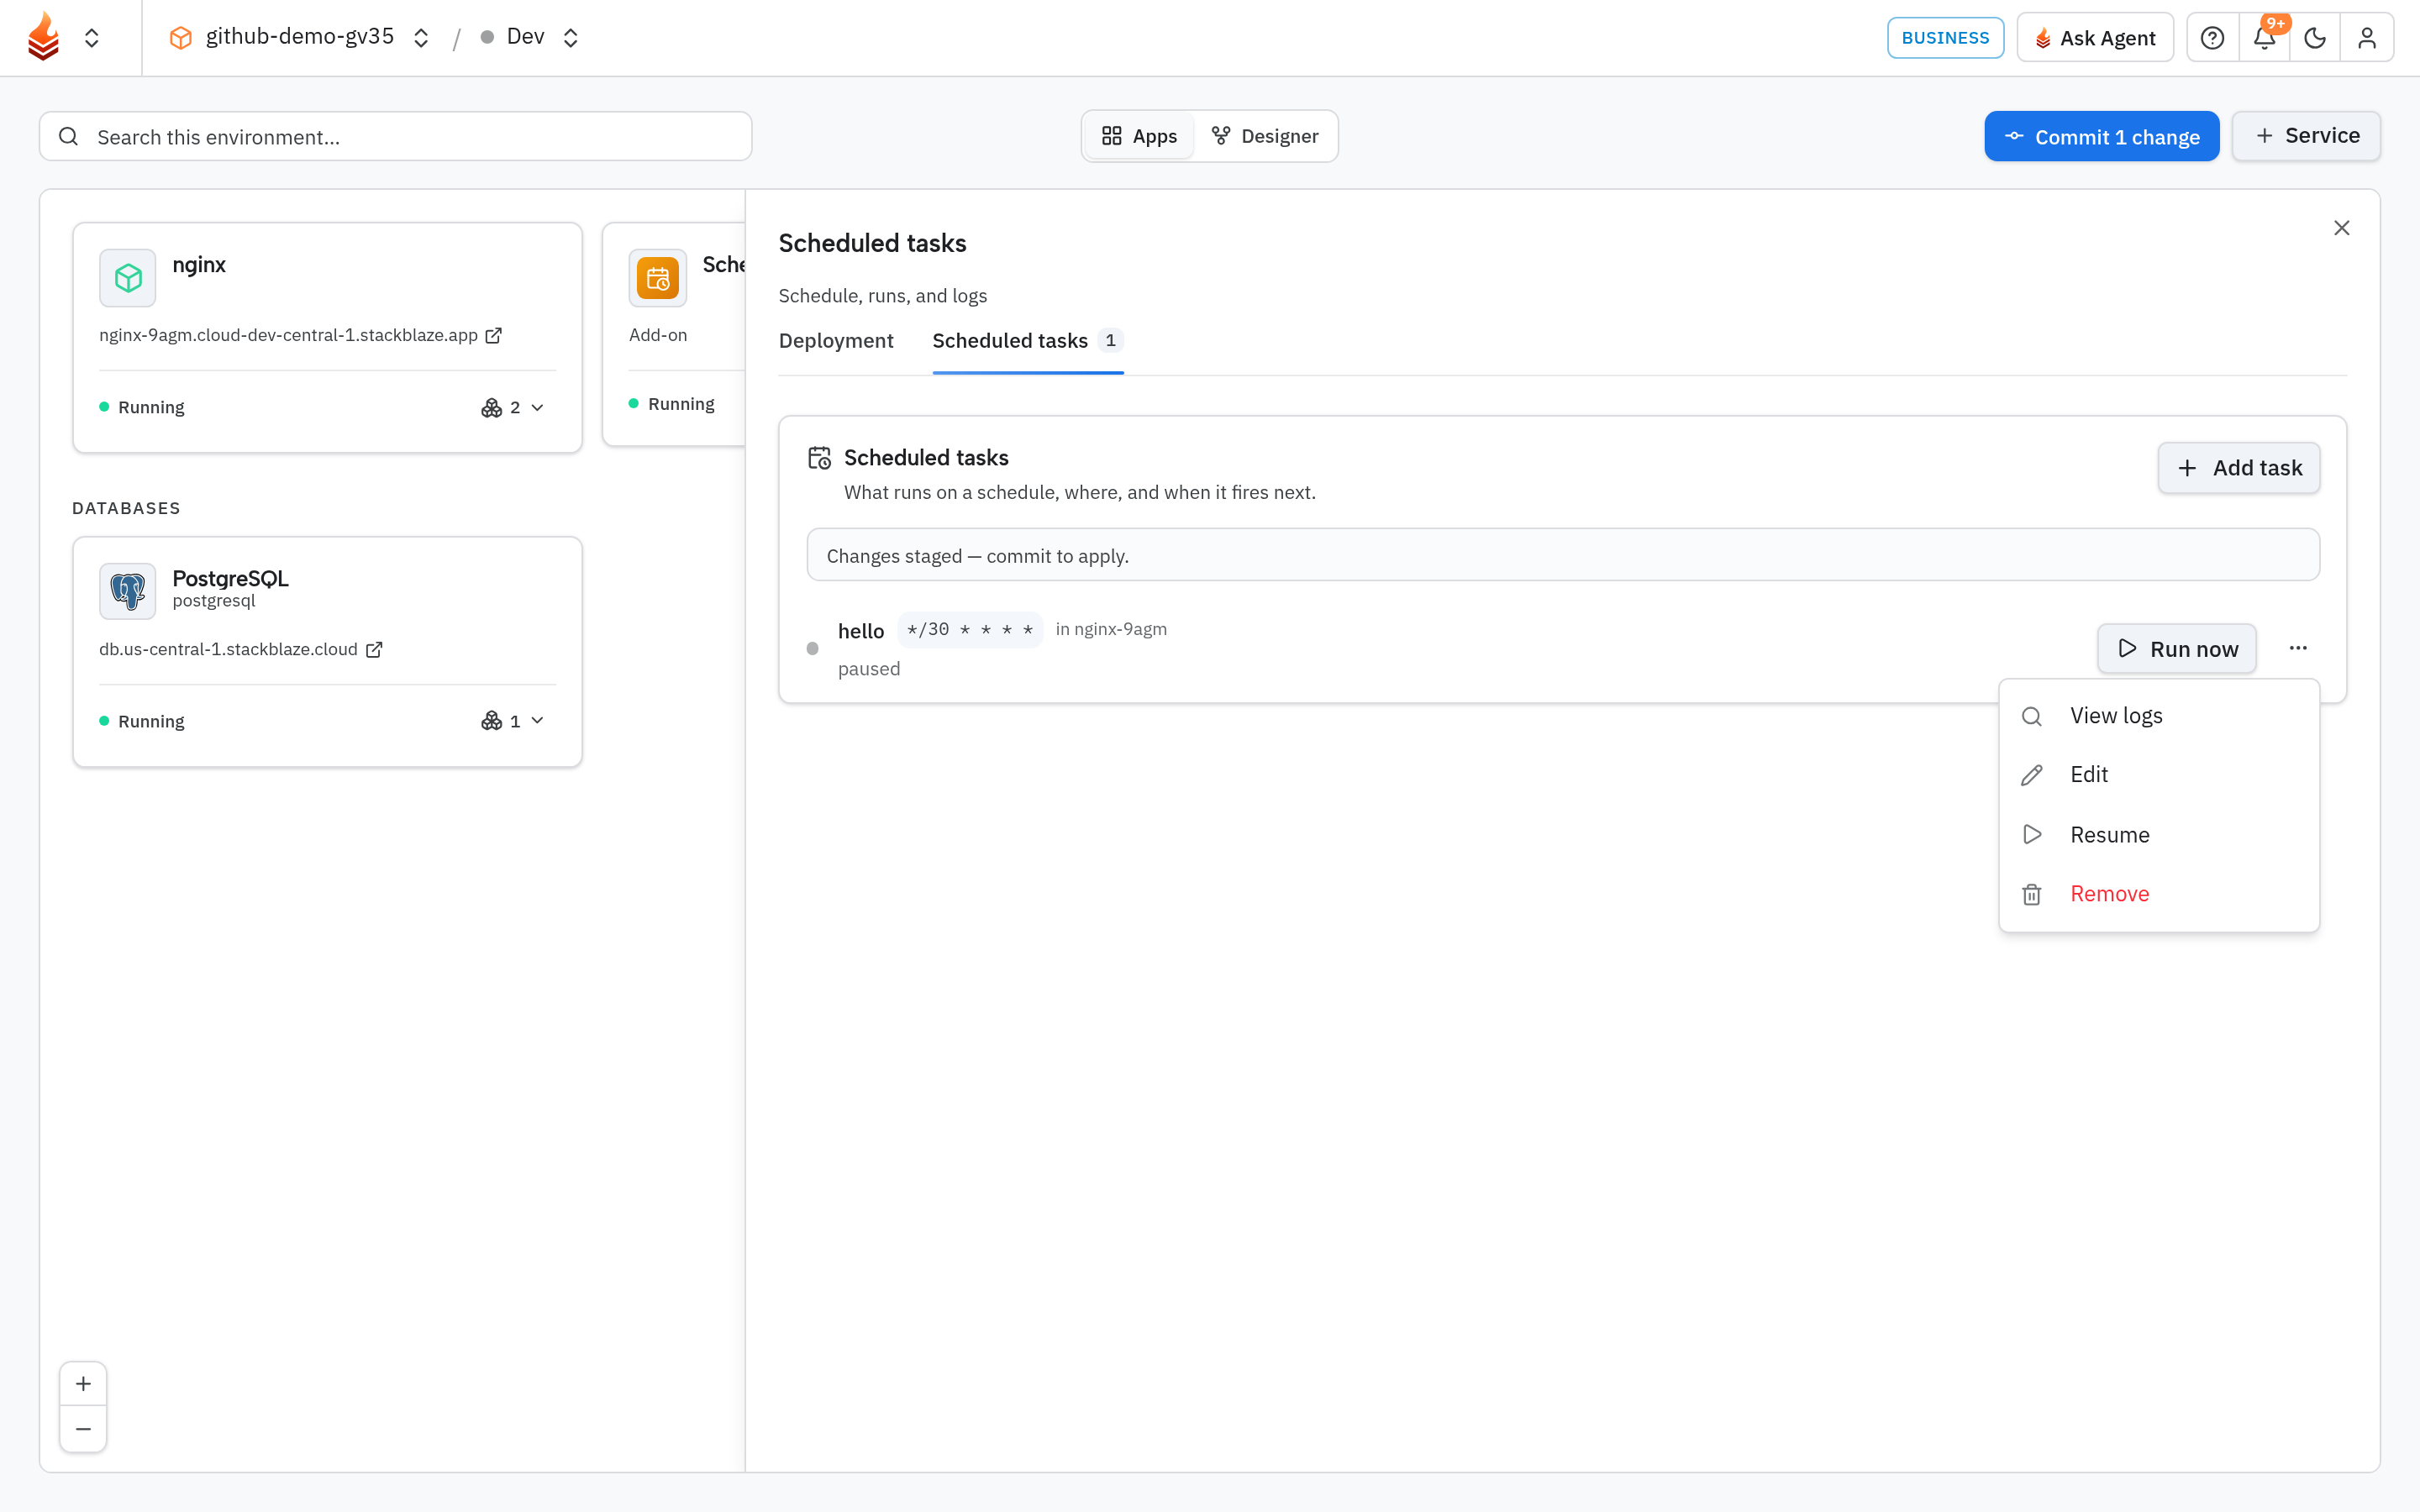 github-demo-gv35 / Dev
BUSINESS
Ask Agent
9+
Search this environment...
Apps
Designer
Commit 1 change
Service
nginx
nginx-9agm.cloud-dev-central-1.stackblaze.app
Running
2
Sche
Add-on
Running
DATABASES
PostgreSQL
postgresql
db.us-central-1.stackblaze.cloud
Running
1
Scheduled tasks
Schedule, runs, and logs
Deployment
Scheduled tasks 1
Scheduled tasks
What runs on a schedule, where, and when it fires next.
Add task
Changes staged — commit to apply.
hello */30 * * * * in nginx-9agm
paused
Run now
View logs
Edit
Resume
Remove